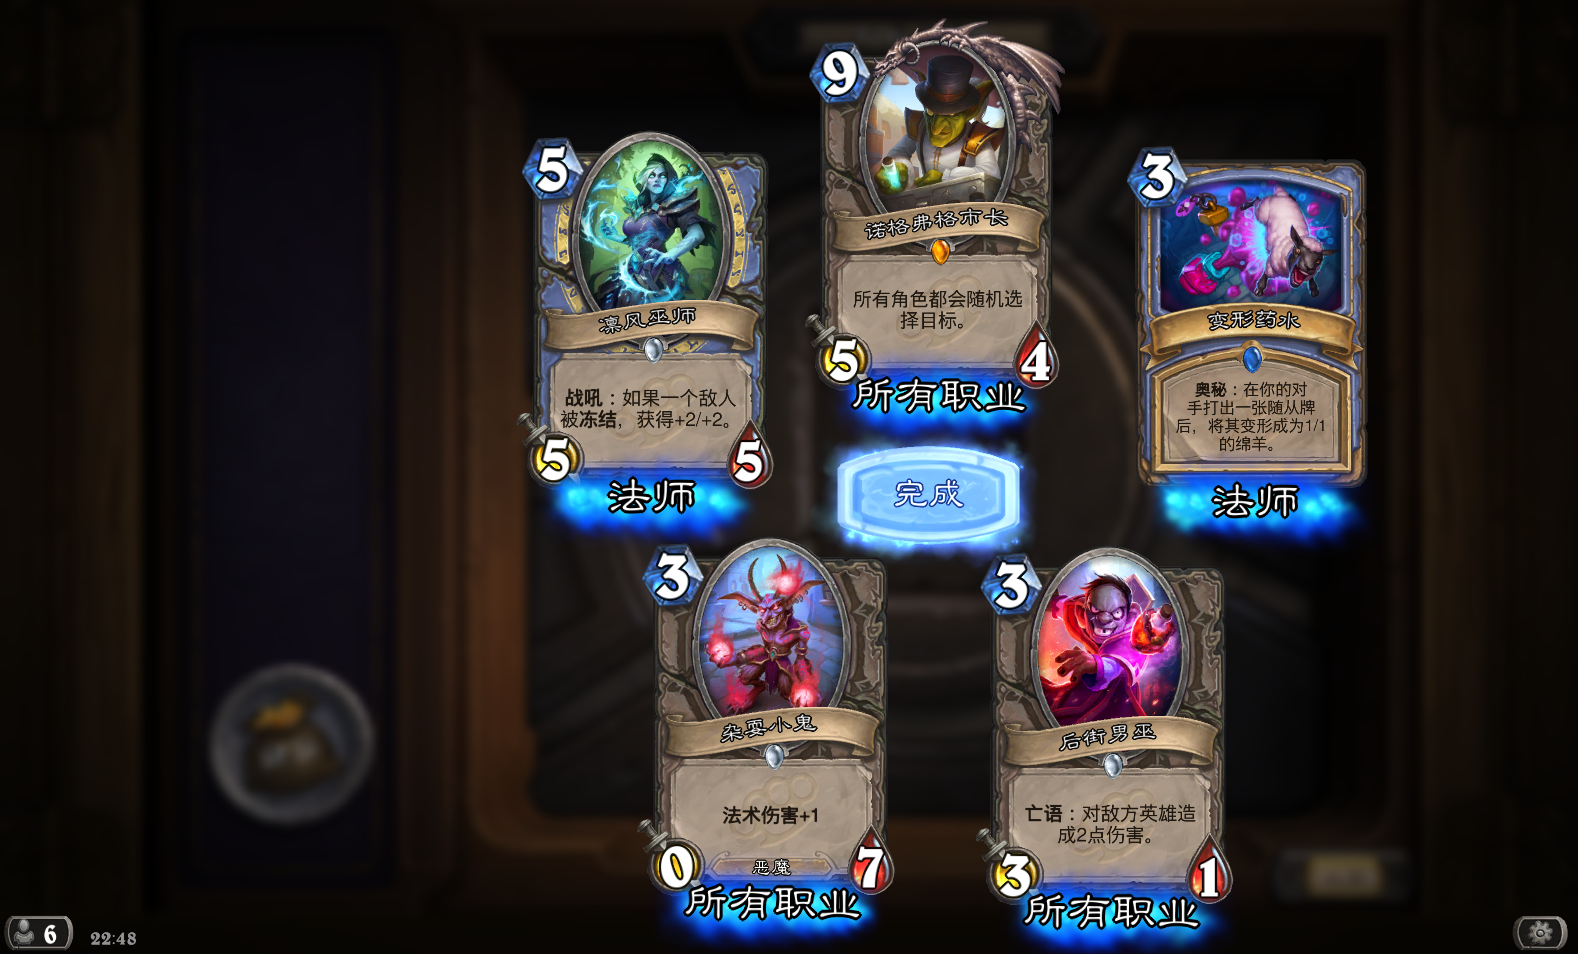 9
诺格弗格市长
所有角色都会随机选
择目标。
5
4
所有职业
5
凛风巫师
战吼：如果一个敌人
被冻结，获得+2/+2。
5
5
法师
3
变形药水
奥秘：在你的对
手打出一张随从牌
后，将其变形成为1/1
的绵羊。
法师
完成
3
杂耍小鬼
法术伤害+1
恶魔
0
7
所有职业
3
后街男巫
亡语：对敌方英雄造
成2点伤害。
3
1
所有职业
6
22:48